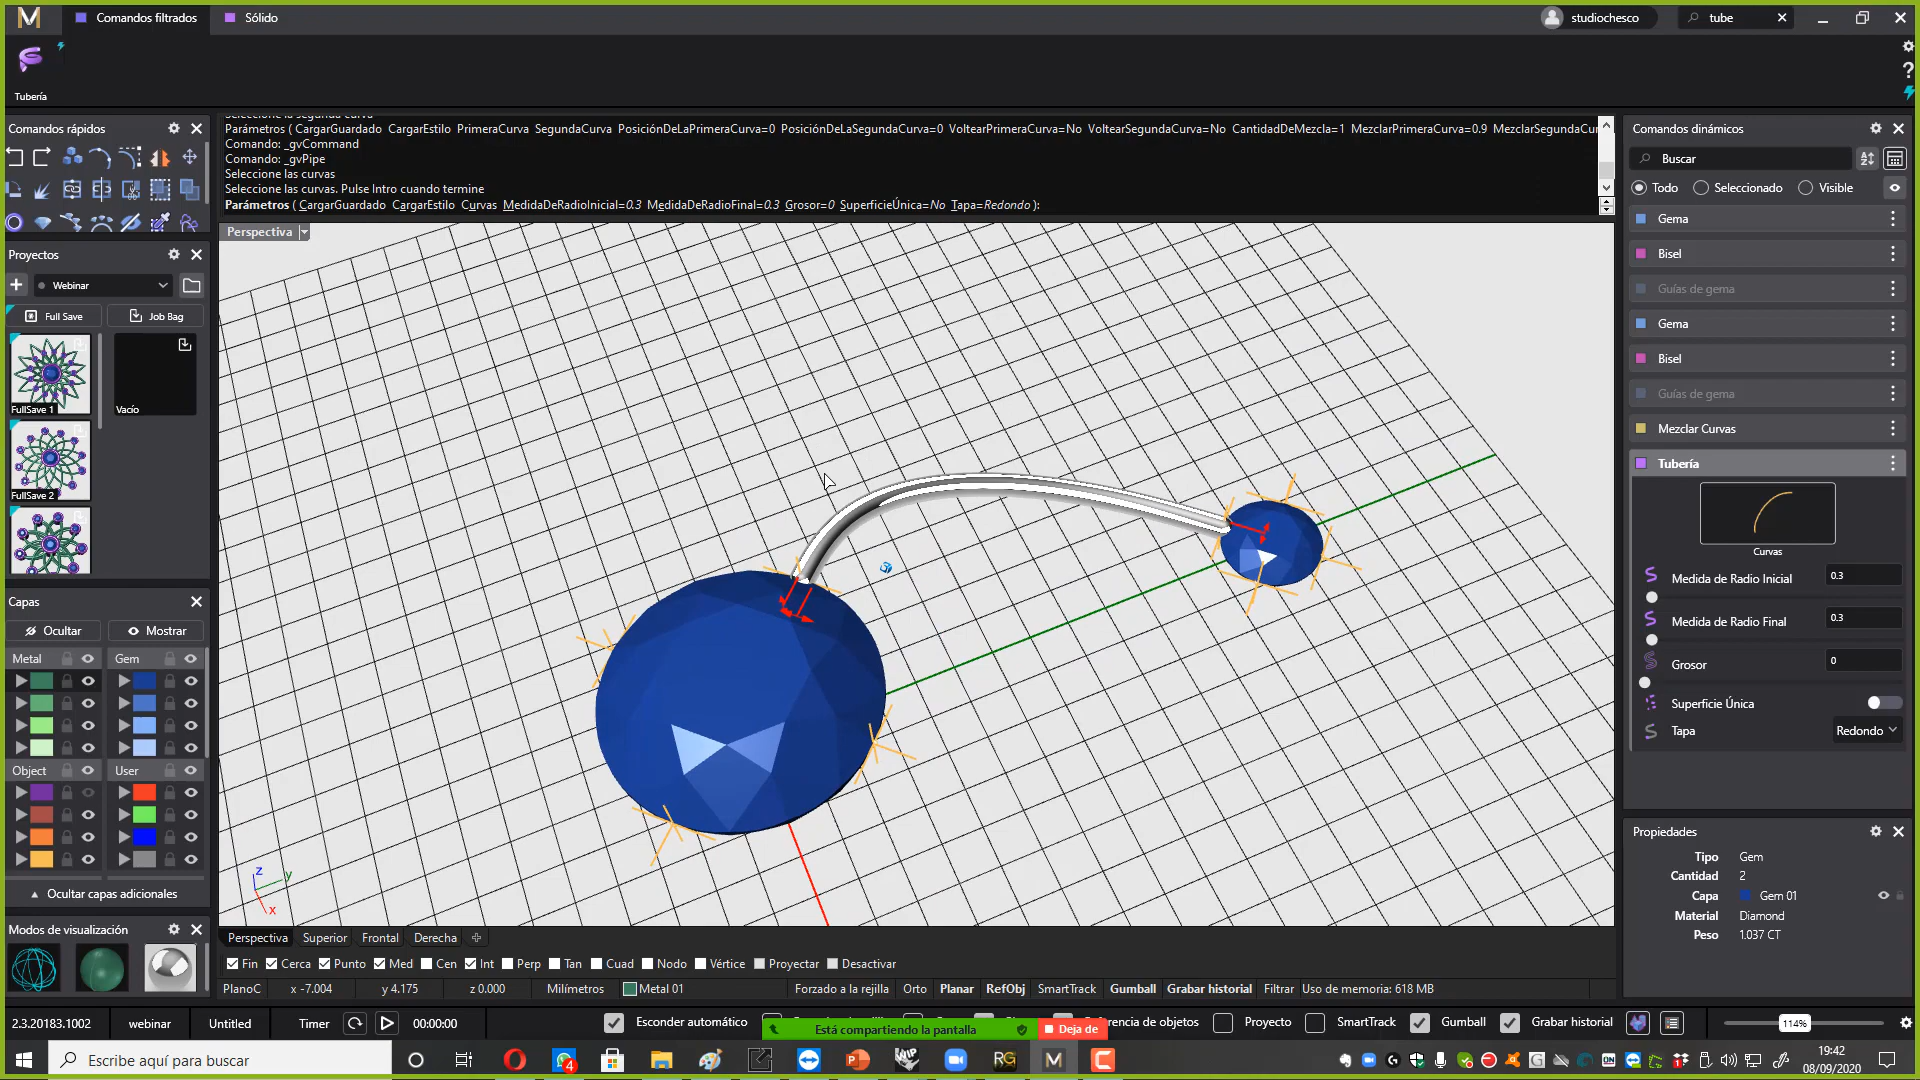 Comandos filtrados
Sólido
studiochesco
tube
Tubería
Comandos rápidos
Parámetros ( CargarGuardado CargarEstilo PrimeraCurva SegundaCurva PosiciónDeLaPrimeraCurva=0 PosiciónDeLaSegundaCurva=0 VoltearPrimeraCurva=No VoltearSegundaCurva=No CantidadDeMezcla=1 MezclarPrimeraCurva=0.9 MezclarSegundaCur
Comando: _gvCommand
Comando: _gvPipe
Seleccione las curvas
Seleccione las curvas. Pulse Intro cuando termine
Parámetros ( CargarGuardado CargarEstilo Curvas MedidaDeRadioInicial=0.3 MedidaDeRadioFinal=0.3 Grosor=0 SuperficieÚnica=No Tapa=Redondo ):
Perspectiva
Proyectos
Webinar
Full Save
Job Bag
FullSave 1
Vacío
FullSave 2
Capas
Ocultar
Mostrar
Metal
Gem
Object
User
Ocultar capas adicionales
Modos de visualización
z
y
x
Comandos dinámicos
Buscar
Todo
Seleccionado
Visible
Gema
Bisel
Guías de gema
Gema
Bisel
Guías de gema
Mezclar Curvas
Tubería
Curvas
Medida de Radio Inicial 0.3
Medida de Radio Final 0.3
Grosor 0
Superficie Única
Tapa Redondo
Propiedades
Tipo Gem
Cantidad 2
Capa Gem 01
Material Diamond
Peso 1.037 CT
Perspectiva Superior Frontal Derecha
Fin Cerca Punto Med Cen Int Perp Tan Cuad Nodo Vértice Proyectar Desactivar
PlanoC x -7.004 y 4.175 z 0.000 Milímetros Metal 01 Forzado a la rejilla Orto Planar RefObj SmartTrack Gumball Grabar historial Filtrar Uso de memoria: 618 MB
2.3.20183.1002 webinar Untitled Timer 00:00:00 Esconder automático
Está compartiendo la pantalla
Deja de
erencia de objetos Proyecto SmartTrack Gumball Grabar historial 114%
Escribe aquí para buscar
4
RG
M
ON
19:42
08/09/2020